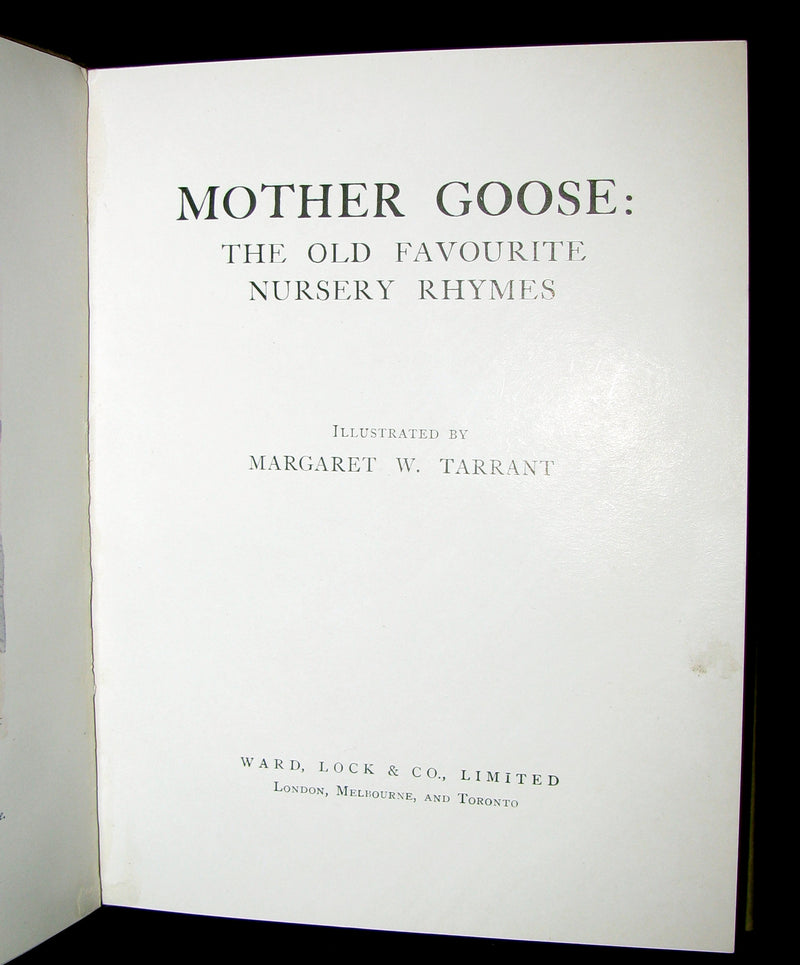 MOTHER GOOSE:
THE OLD FAVOURITE
NURSERY RHYMES
ILLUSTRATED BY
MARGARET W. TARRANT
WARD, LOCK & CO., LIMITED
LONDON, MELBOURNE, AND TORONTO